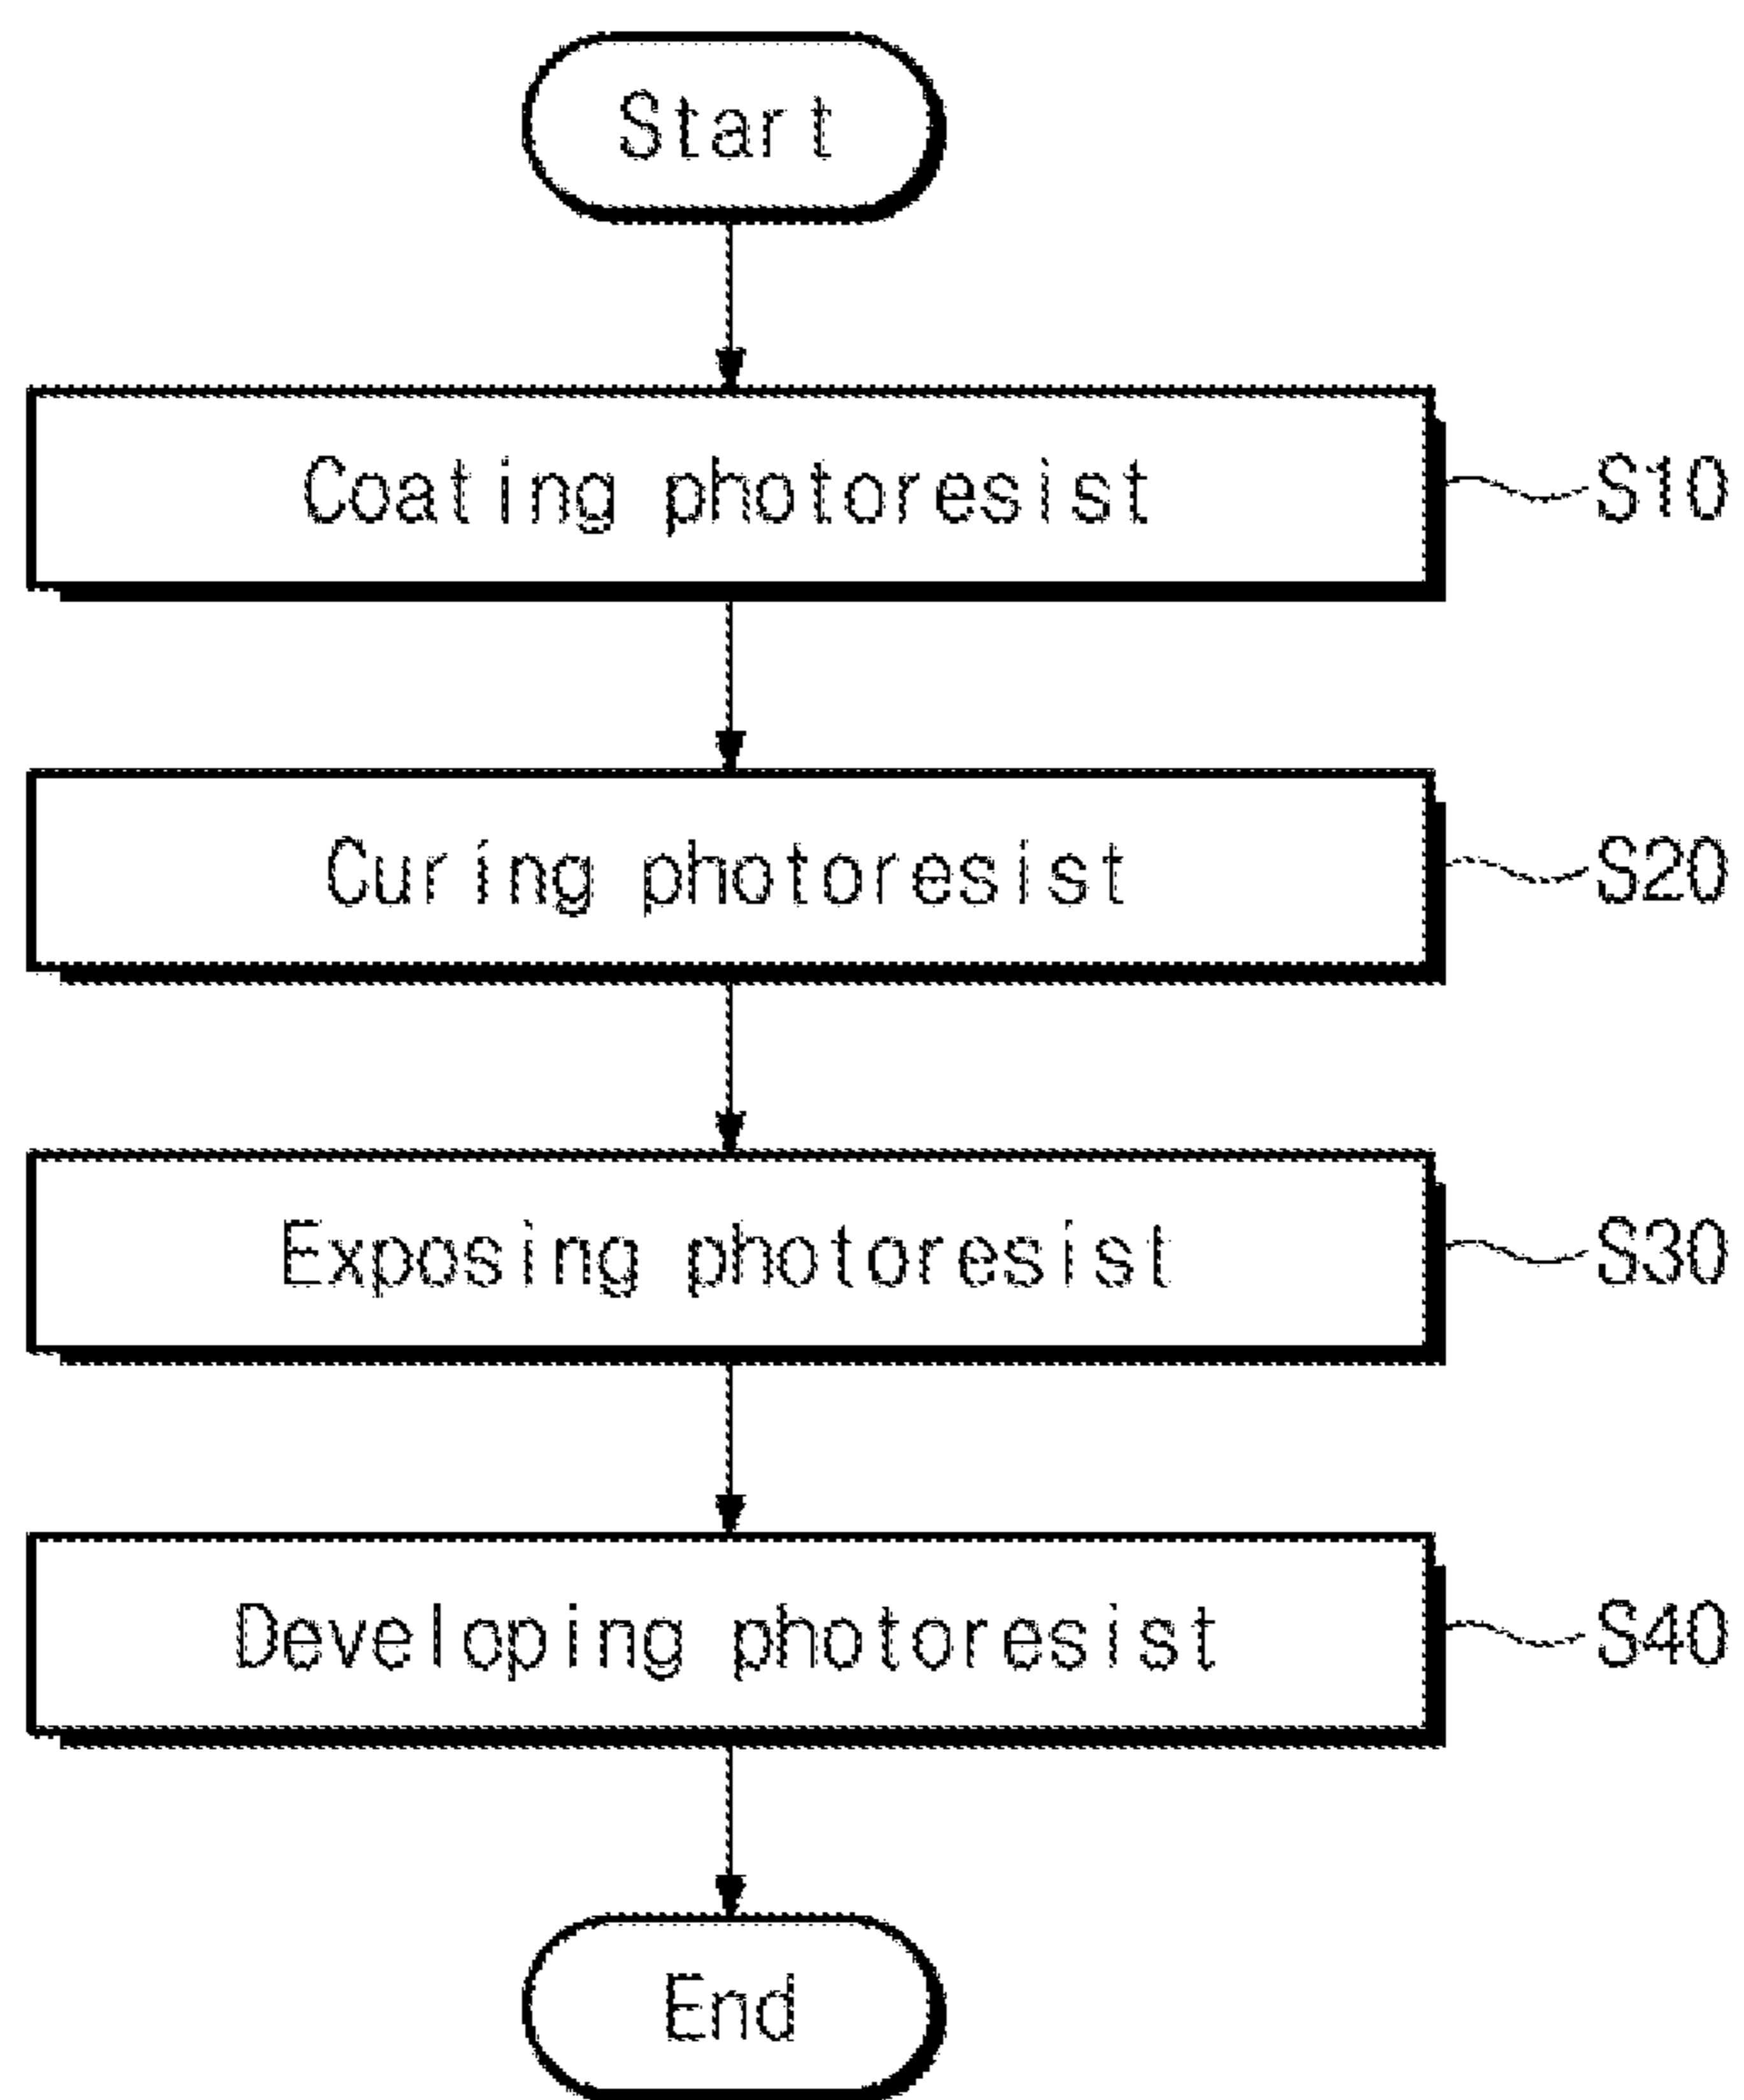 Start
Coating photoresist
S10
Curing photoresist
S20
Exposing photoresist
S30
Developing photoresist
S40
End